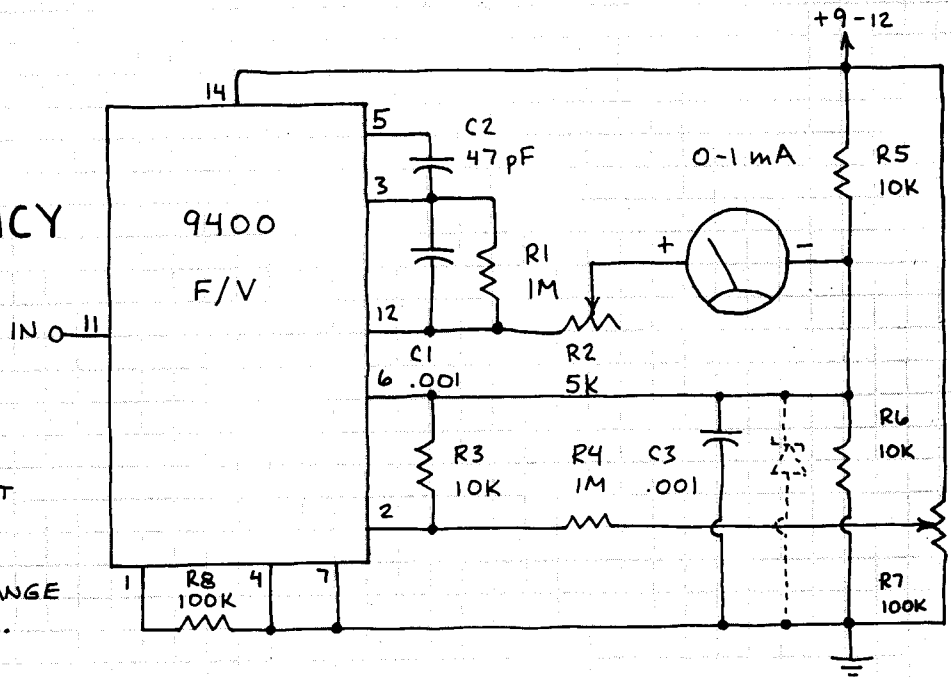 +9-12
14
5
C2
47 pF
0-1 mA
R5
10K
3
CY
9400
F/V
+
-
R1
1M
IN
11
12
C1
.001
R2
5K
6
R3
10K
R4
1M
C3
.001
R6
10K
T
2
1
R8
100K
4
7
R7
100K
ANGE
.